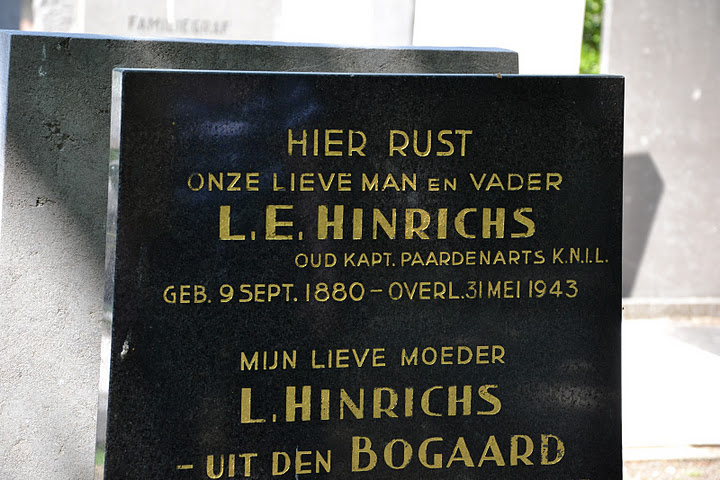 FAMILIEGRAF
HIER RUST
ONZE LIEVE MAN EN VADER
L.E. HINRICHS
OUD KAPT. PAARDENARTS K.N.I.L.
GEB. 9 SEPT. 1880 – OVERL. 31 MEI 1943
MIJN LIEVE MOEDER
L. HINRICHS
– UIT DEN BOGAARD